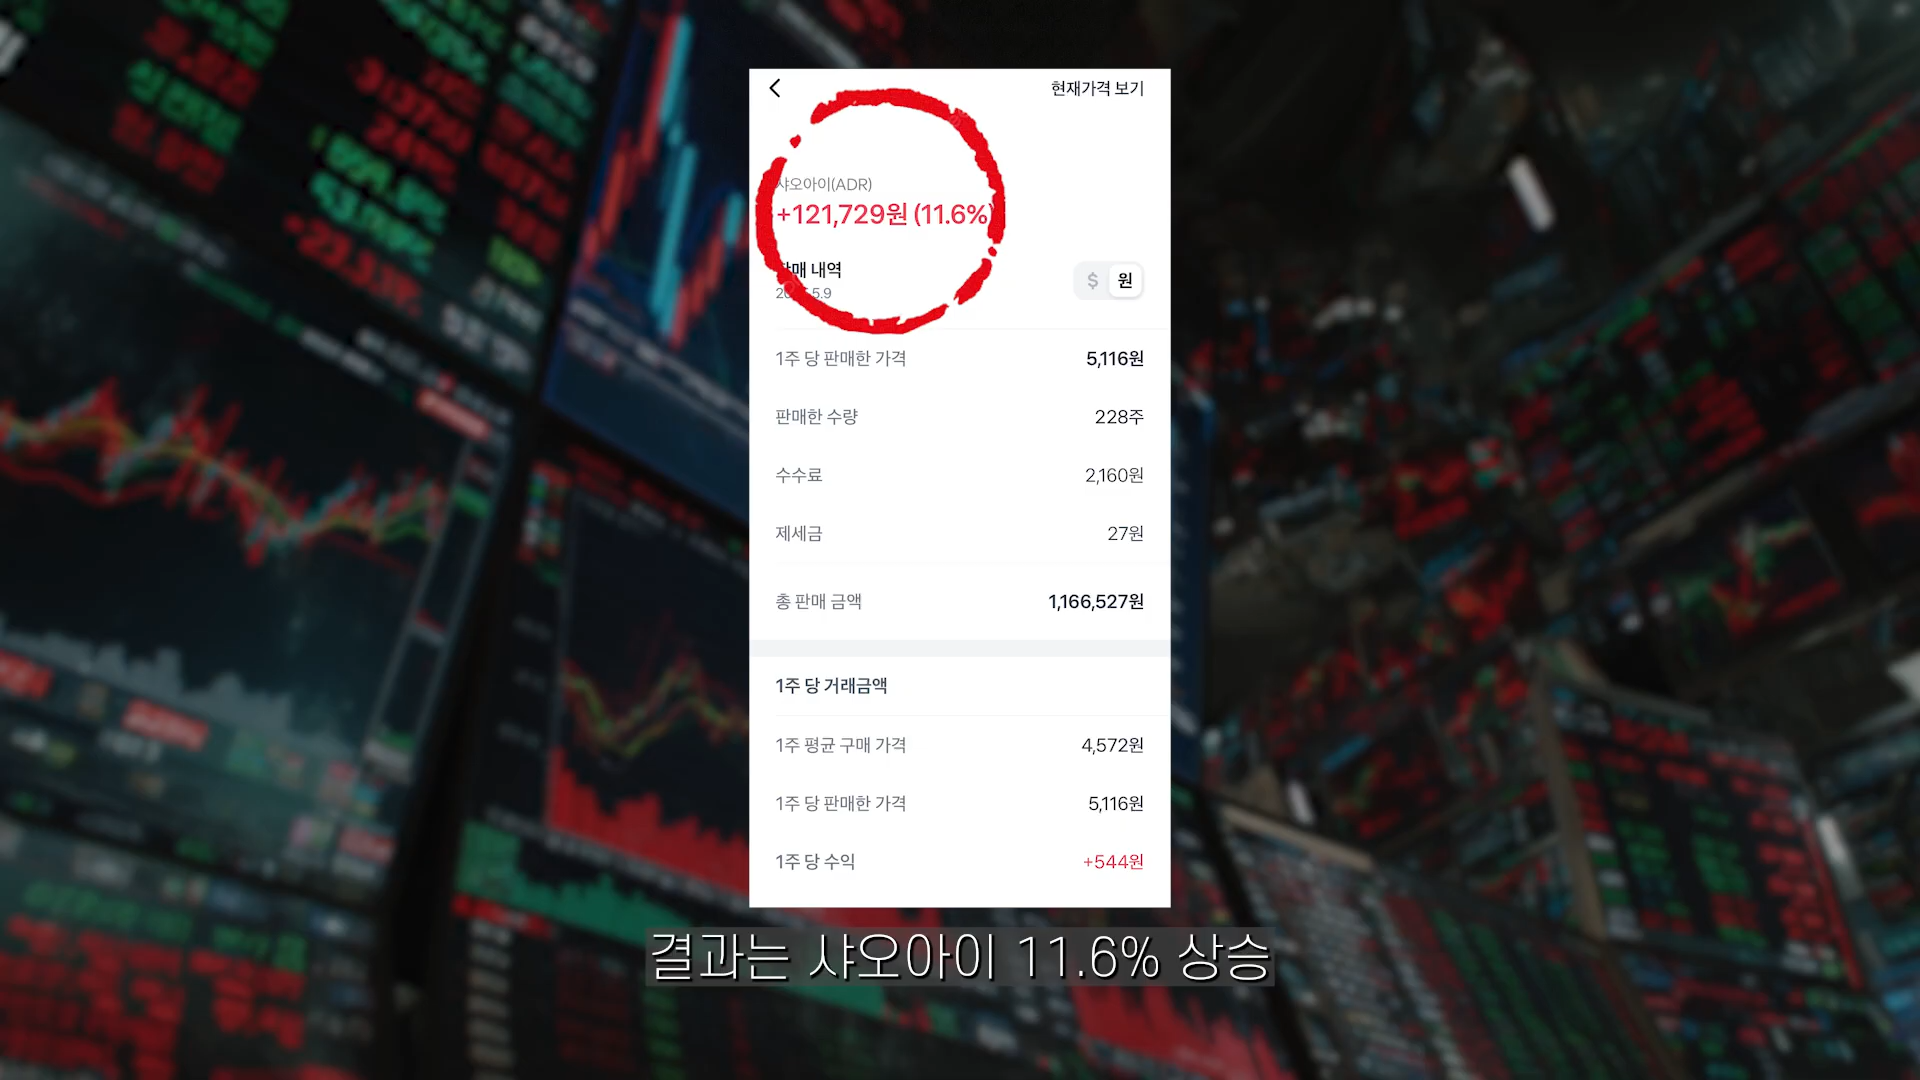 현재가격 보기
샤오아이(ADR)
+121,729원 (11.6%)
판매 내역
5.9
$ 원
1주 당 판매한 가격 5,116원
판매한 수량 228주
수수료 2,160원
제세금 27원
총 판매 금액 1,166,527원
1주 당 거래금액
1주 평균 구매 가격 4,572원
1주 당 판매한 가격 5,116원
1주 당 수익 +544원
결과는 샤오아이 11.6% 상승